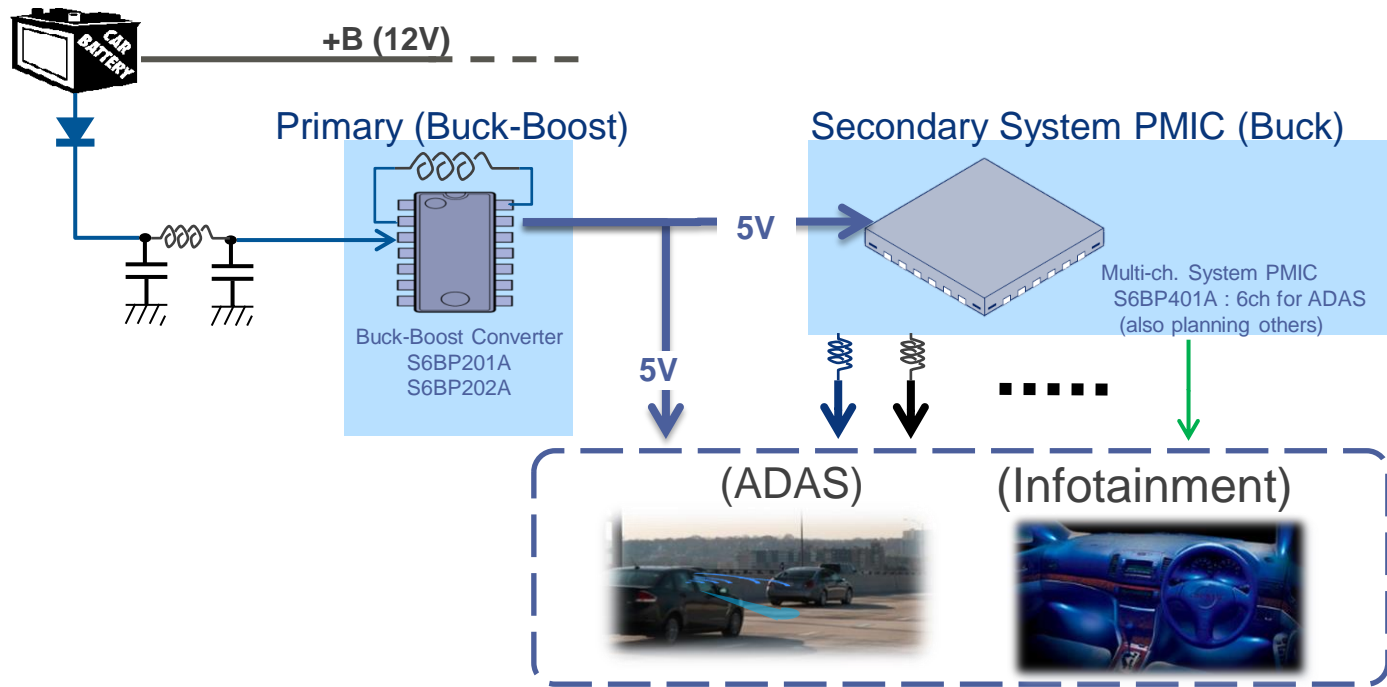 CAR
BATTERY
+B (12V)
Primary (Buck-Boost)
Secondary System PMIC (Buck)
5V
Multi-ch. System PMIC
S6BP401A : 6ch for ADAS
(also planning others)
Buck-Boost Converter
S6BP201A
S6BP202A
5V
(ADAS)
(Infotainment)